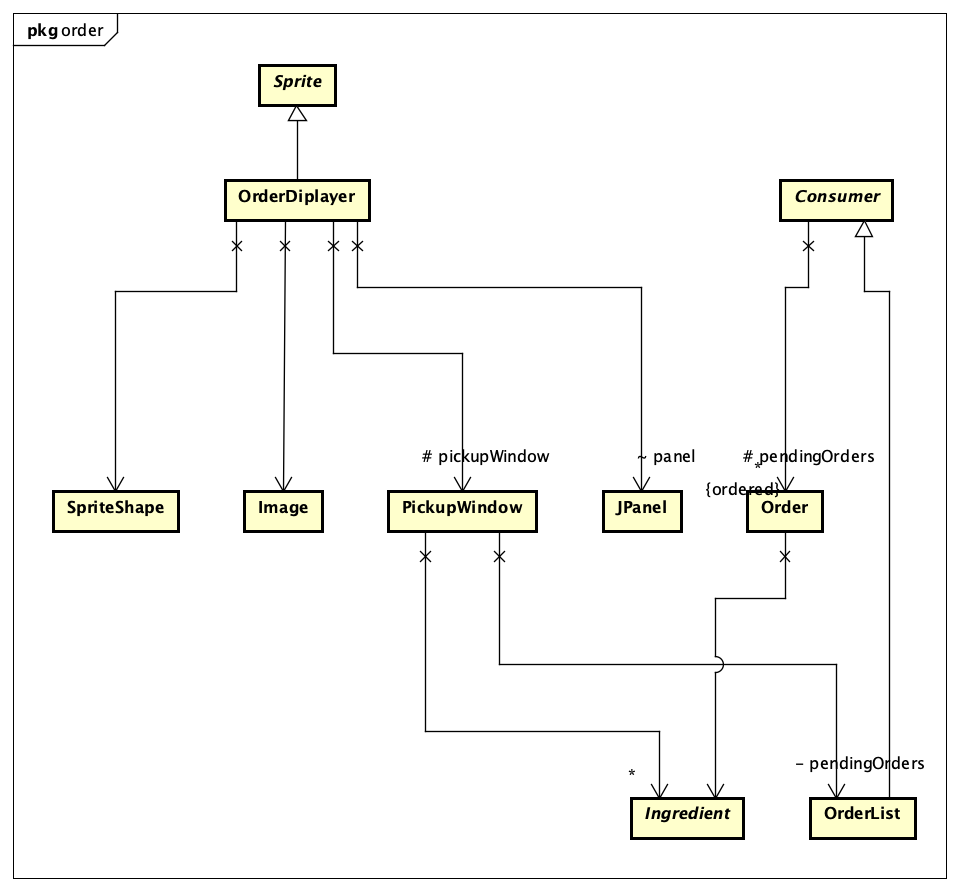 pkg order
Sprite
OrderDiplayer
Consumer
# pickupWindow
~ panel
# pendingOrders
*
{ordered}
SpriteShape
Image
PickupWindow
JPanel
Order
- pendingOrders
*
Ingredient
OrderList